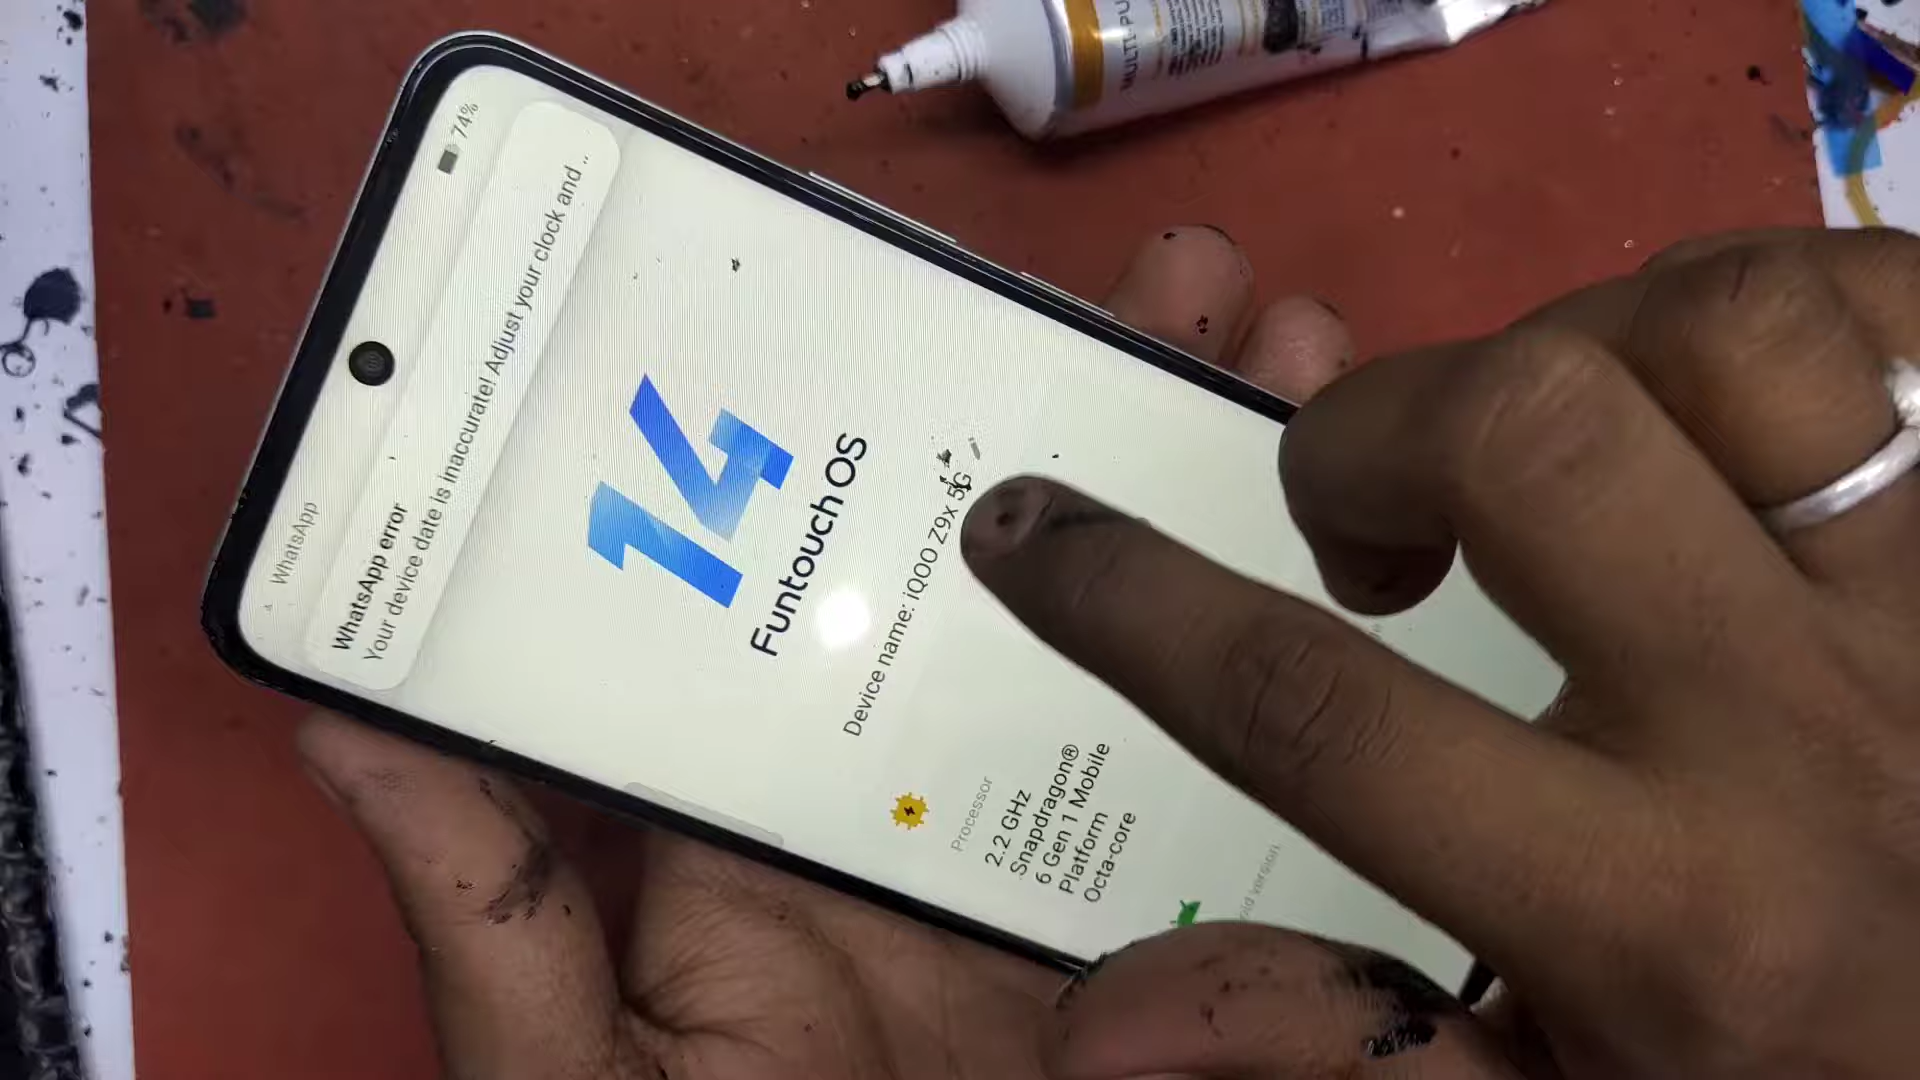 74%
WhatsApp
WhatsApp error
Your device date is inaccurate! Adjust your clock and ..
14
Funtouch OS
Device name: iQOO Z9x 5G
Processor
2.2 GHz
Snapdragon®
6 Gen 1 Mobile
Platform
Octa-core
version